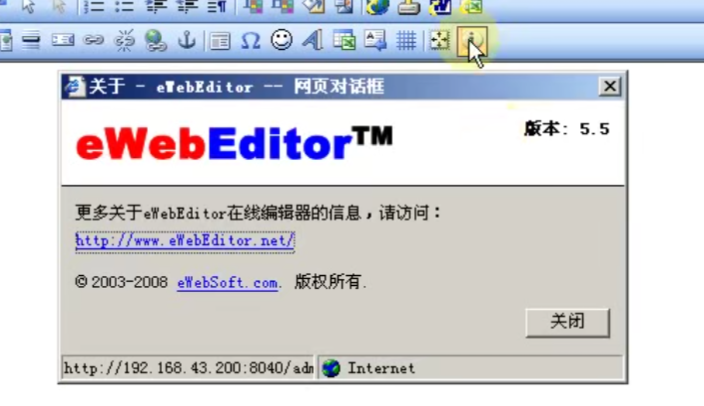 关于 - eWebEditor -- 网页对话框
eWebEditor™
版本: 5.5
更多关于eWebEditor在线编辑器的信息，请访问：
http://www.eWebEditor.net/
©2003-2008 eWebSoft.com. 版权所有.
关闭
http://192.168.43.200:8040/adm
Internet